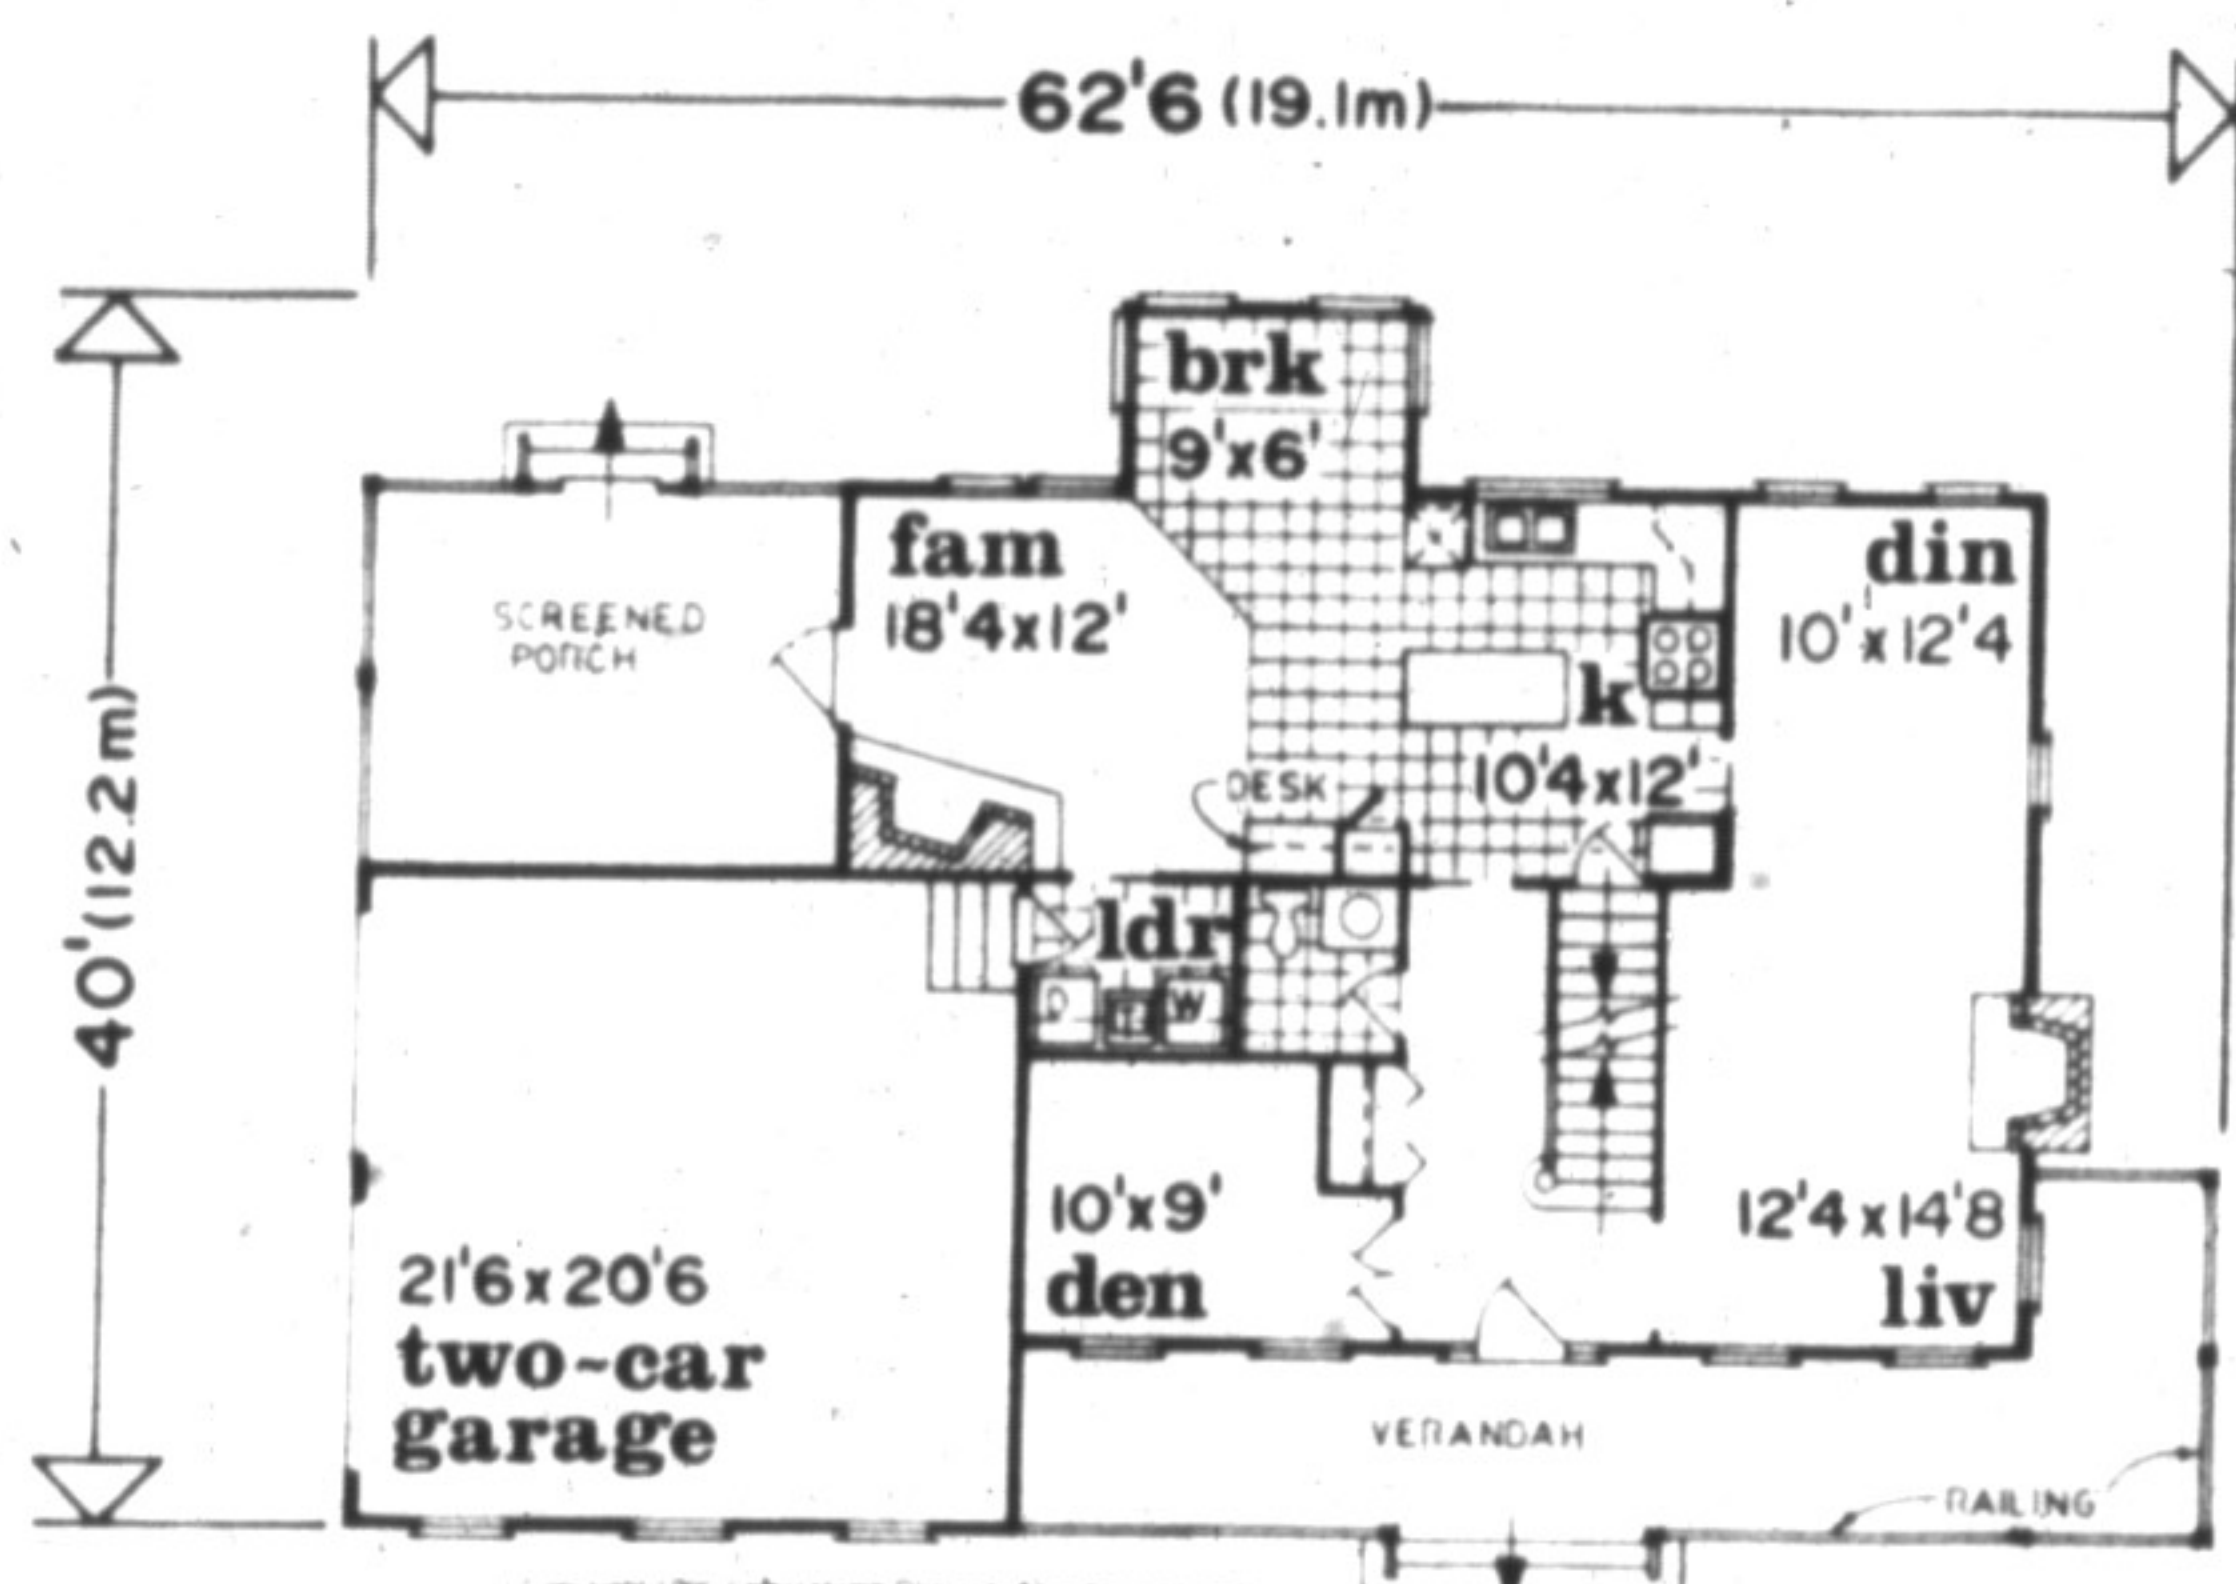 62'6 (19.1m)
40' (12.2m)
brk
9'x6'
fam
18'4x12'
din
10'x12'4
SCREENED
PORCH
k
10'4x12'
DESK
ldr
D
W
10'x9'
den
12'4x14'8
liv
21'6x20'6
two-car
garage
VERANDAH
RAILING